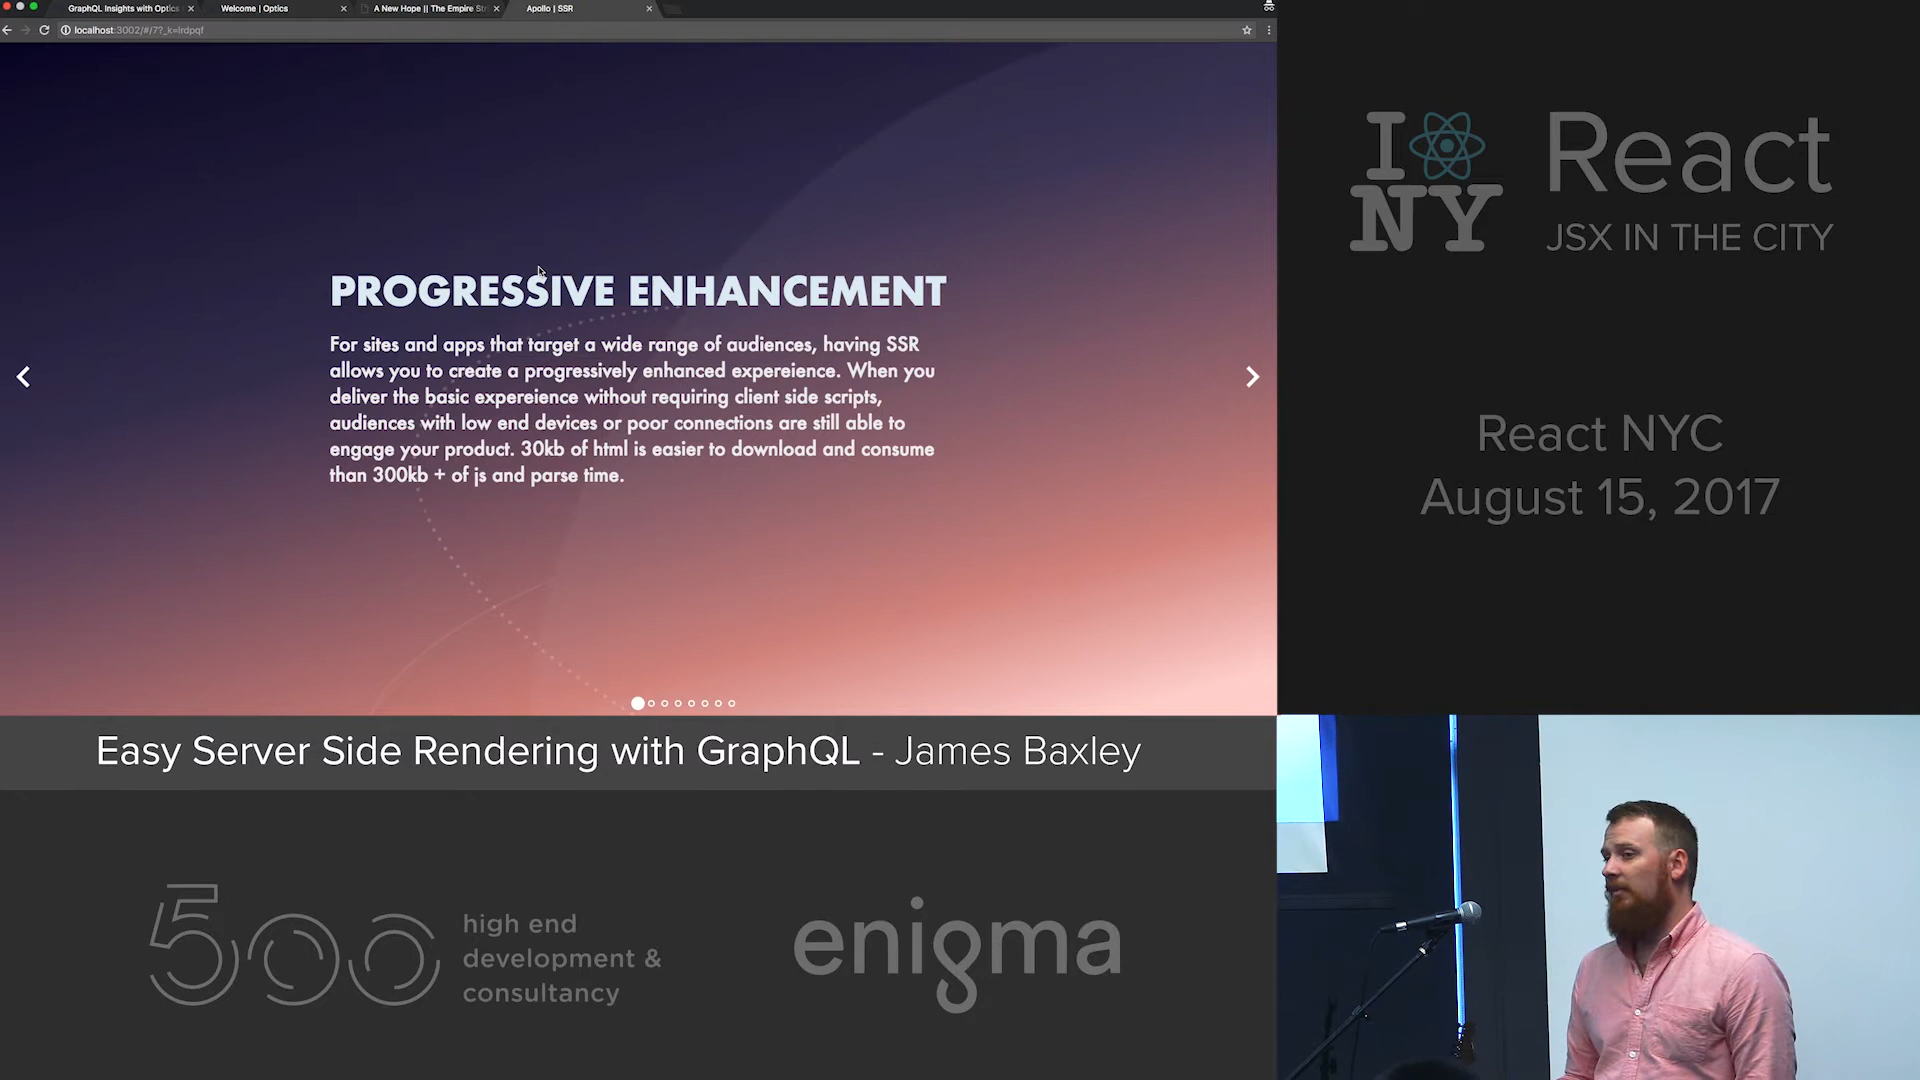 GraphQL Insights with Optics
Welcome | Optics
A New Hope || The Empire Stri
Apollo | SSR
localhost:3002/#/7?_k=lrdpqf
PROGRESSIVE ENHANCEMENT
For sites and apps that target a wide range of audiences, having SSR
allows you to create a progressively enhanced expereience. When you
deliver the basic expereience without requiring client side scripts,
audiences with low end devices or poor connections are still able to
engage your product. 30kb of html is easier to download and consume
than 300kb + of js and parse time.
I NY
React
JSX IN THE CITY
React NYC
August 15, 2017
Easy Server Side Rendering with GraphQL - James Baxley
500
high end
development &
consultancy
enigma